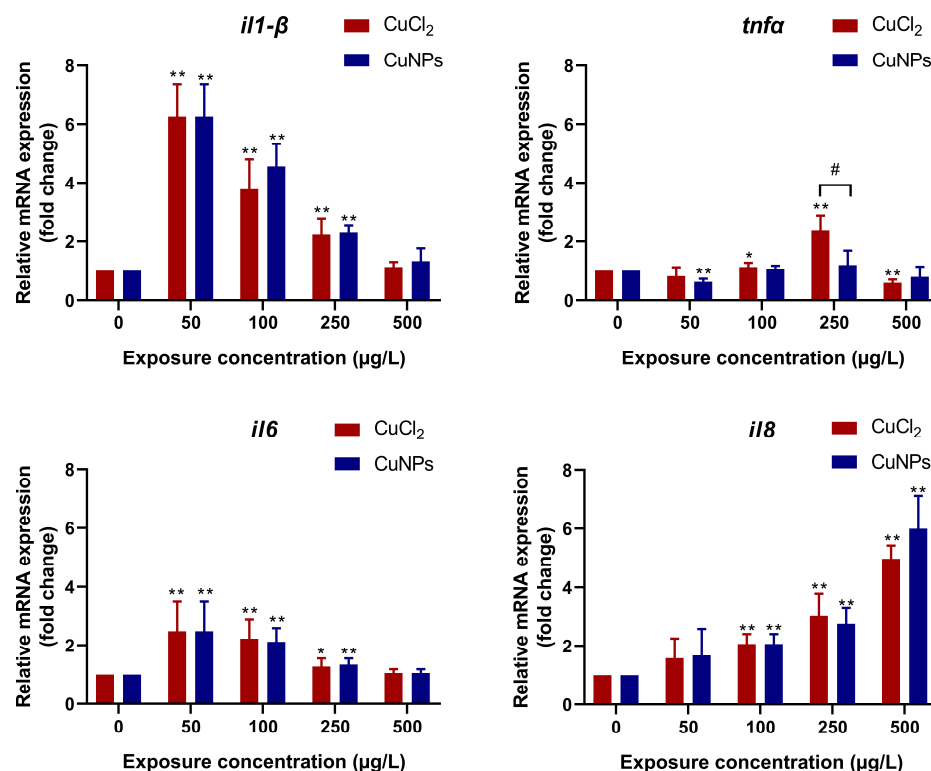 il1-β
CuCl₂
CuNPs
Relative mRNA expression
(fold change)
8
6
4
2
0
** **
** **
** **
0 50 100 250 500
Exposure concentration (μg/L)
tnfα
CuCl₂
CuNPs
Relative mRNA expression
(fold change)
8
6
4
2
0
#
**
*
**
**
0 50 100 250 500
Exposure concentration (μg/L)
il6
CuCl₂
CuNPs
Relative mRNA expression
(fold change)
8
6
4
2
0
** **
** **
* **
0 50 100 250 500
Exposure concentration (μg/L)
il8
CuCl₂
CuNPs
Relative mRNA expression
(fold change)
8
6
4
2
0
** **
** **
** **
0 50 100 250 500
Exposure concentration (μg/L)